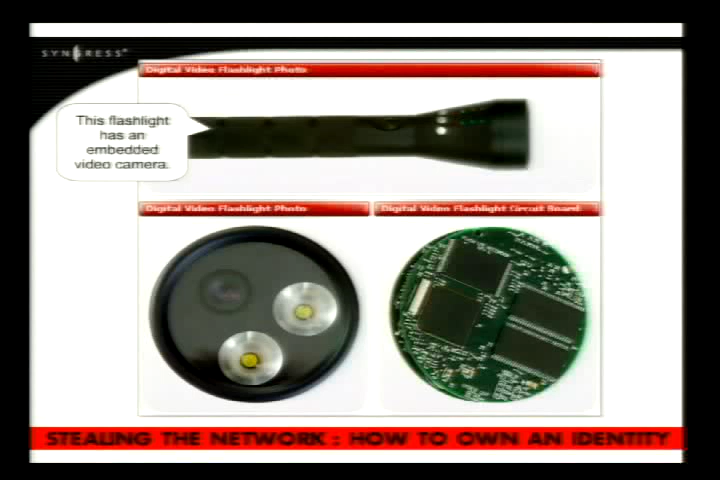 SYNGRESS
Digital Video Flashlight Photo
This flashlight
has an
embedded
video camera.
Digital Video Flashlight Photo
Digital Video Flashlight Circuit Board
STEALING THE NETWORK : HOW TO OWN AN IDENTITY